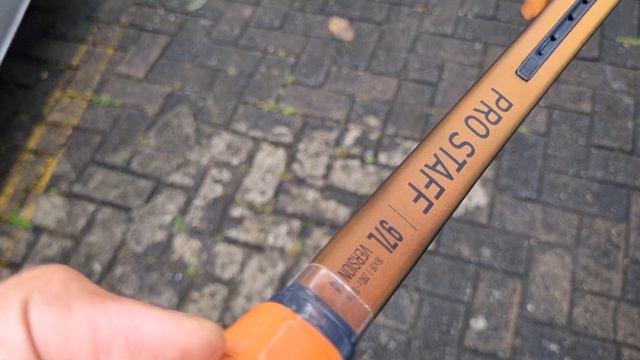 PRO STAFF | 97L VERSION